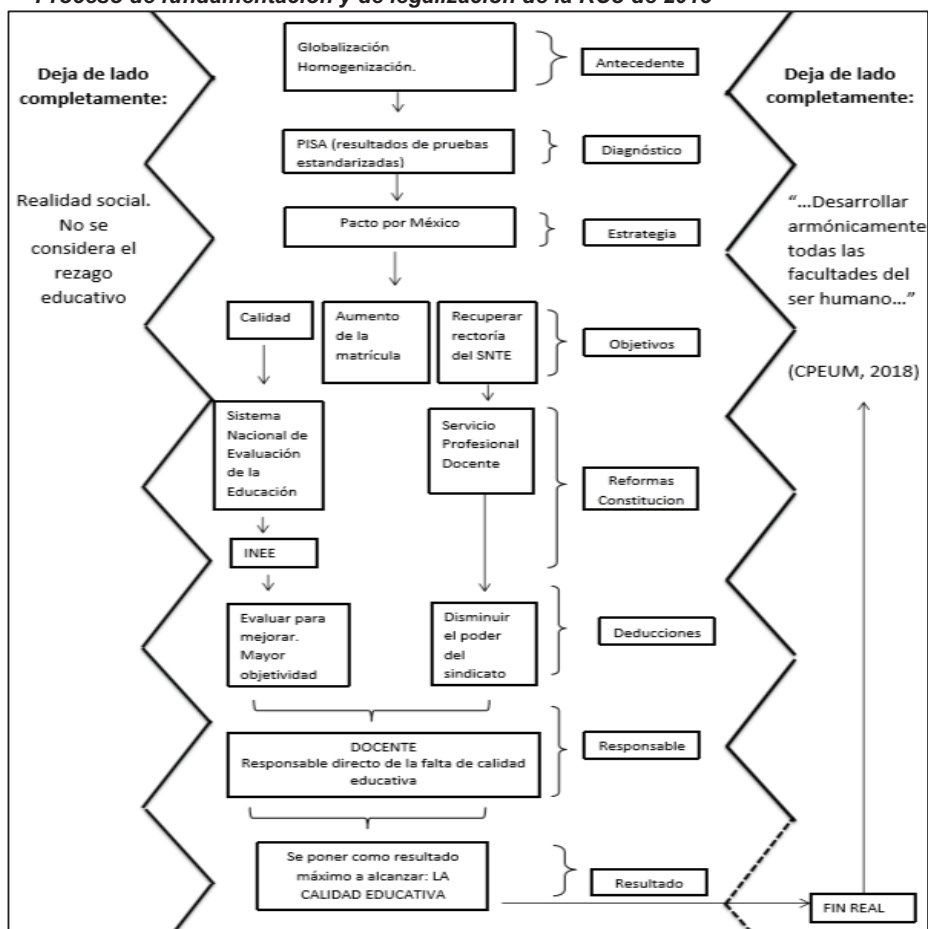 Proceso de fundamentación y de legalización de la
Deja de lado
completamente:
Realidad social.
No se
considera el
rezago
educativo
Globalización
Homogenización.
Antecedente
PISA (resultados de pruebas
estandarizadas)
Diagnóstico
Pacto por México
Estrategia
Calidad
Aumento
de la
matrícula
Recuperar
rectoría
del SNTE
Objetivos
Sistema
Nacional de
Evaluación
de la
Educación
Servicio
Profesional
Docente
Reformas
Constitucion
INEE
Evaluar para
mejorar.
Mayor
objetividad
Disminuir
el poder
del
sindicato
Deducciones
DOCENTE
Responsable directo de la falta de calidad
educativa
Responsable
Se poner como resultado
máximo a alcanzar: LA
CALIDAD EDUCATIVA
Resultado
Deja de lado
completamente:
“...Desarrollar
armónicamente
todas las
facultades del
ser humano...”
(CPEUM, 2018)
FIN REAL